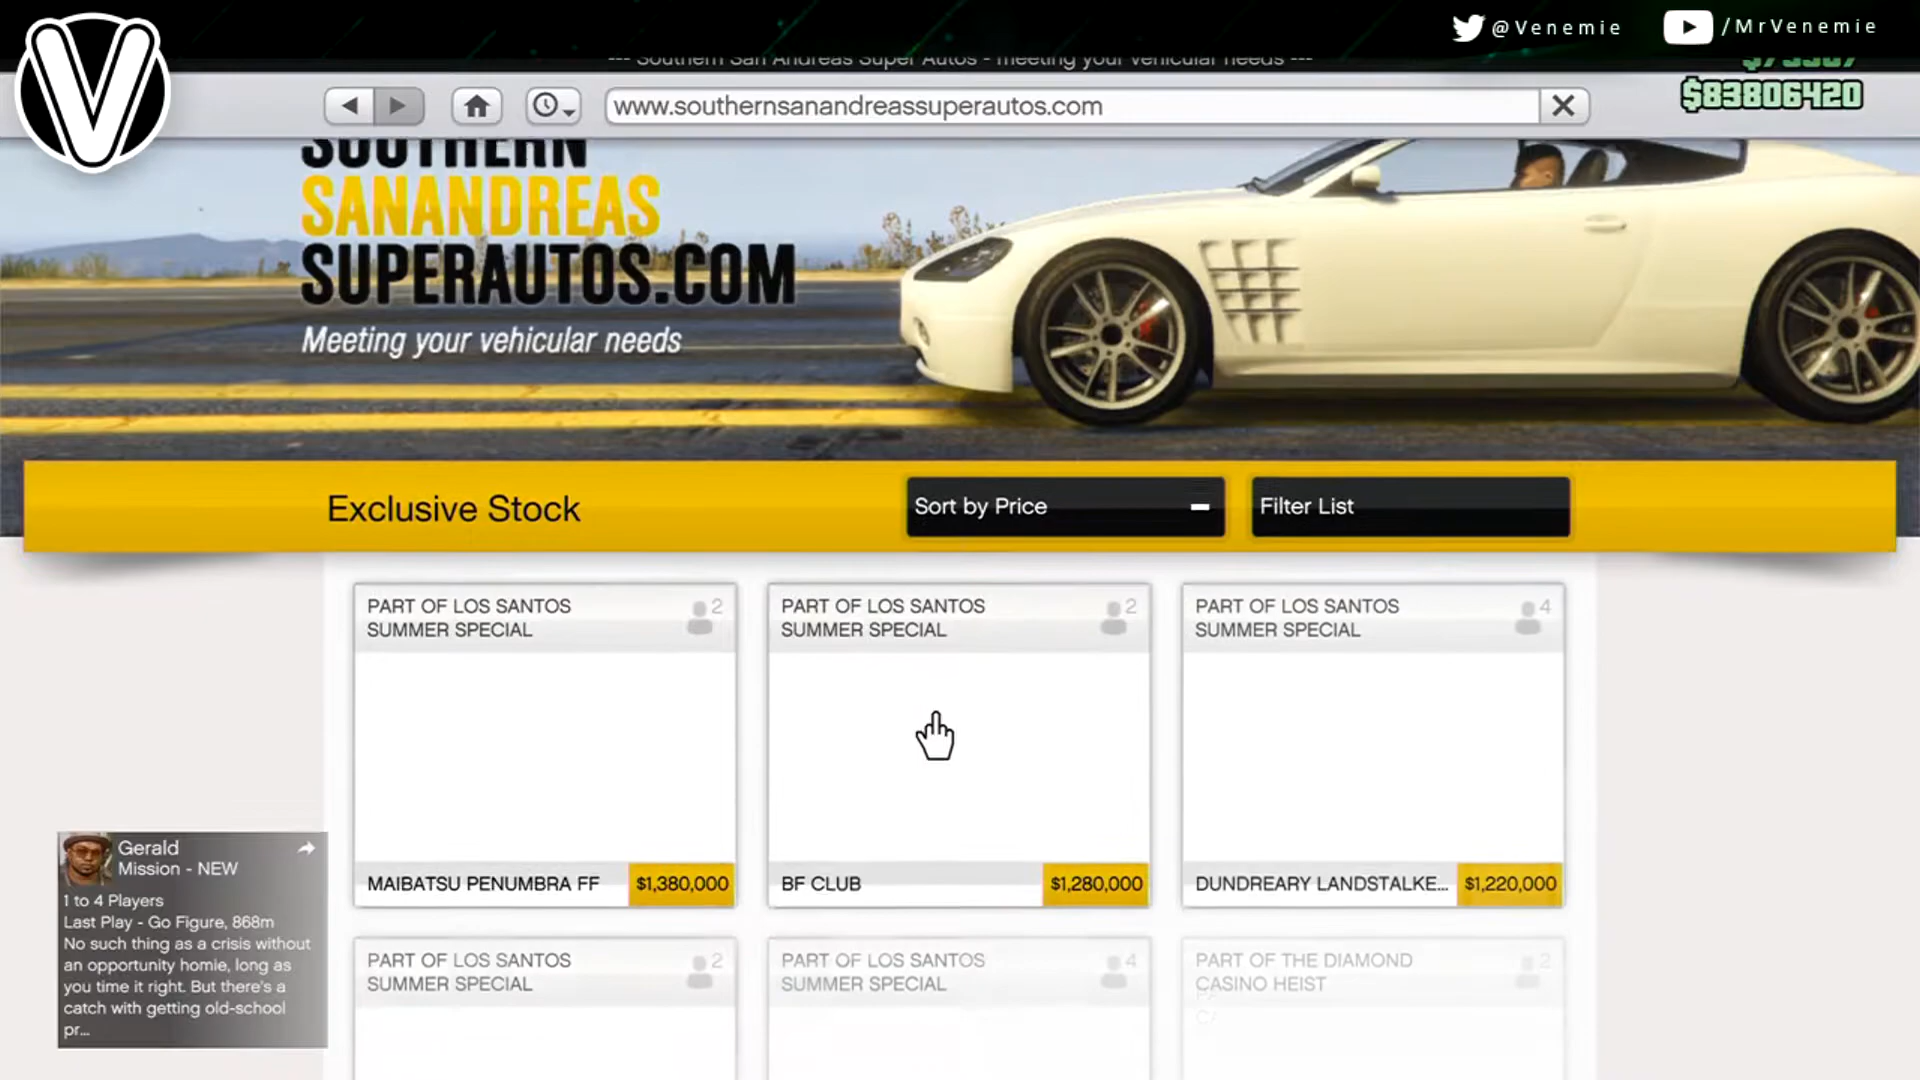 V
@Venemie
/MrVenemie
--- Southern San Andreas Super Autos - meeting your vehicular needs ---
www.southernsanandreassuperautos.com
$83806420
SOUTHERN
SANANDREAS
SUPERAUTOS.COM
Meeting your vehicular needs
Exclusive Stock
Sort by Price
Filter List
PART OF LOS SANTOS
SUMMER SPECIAL
2
MAIBATSU PENUMBRA FF
$1,380,000
PART OF LOS SANTOS
SUMMER SPECIAL
2
BF CLUB
$1,280,000
PART OF LOS SANTOS
SUMMER SPECIAL
4
DUNDREARY LANDSTALKE...
$1,220,000
PART OF LOS SANTOS
SUMMER SPECIAL
2
PART OF LOS SANTOS
SUMMER SPECIAL
4
PART OF THE DIAMOND
CASINO HEIST
2
Gerald
Mission - NEW
1 to 4 Players
Last Play - Go Figure, 868m
No such thing as a crisis without
an opportunity homie, long as
you time it right. But there's a
catch with getting old-school
pr...